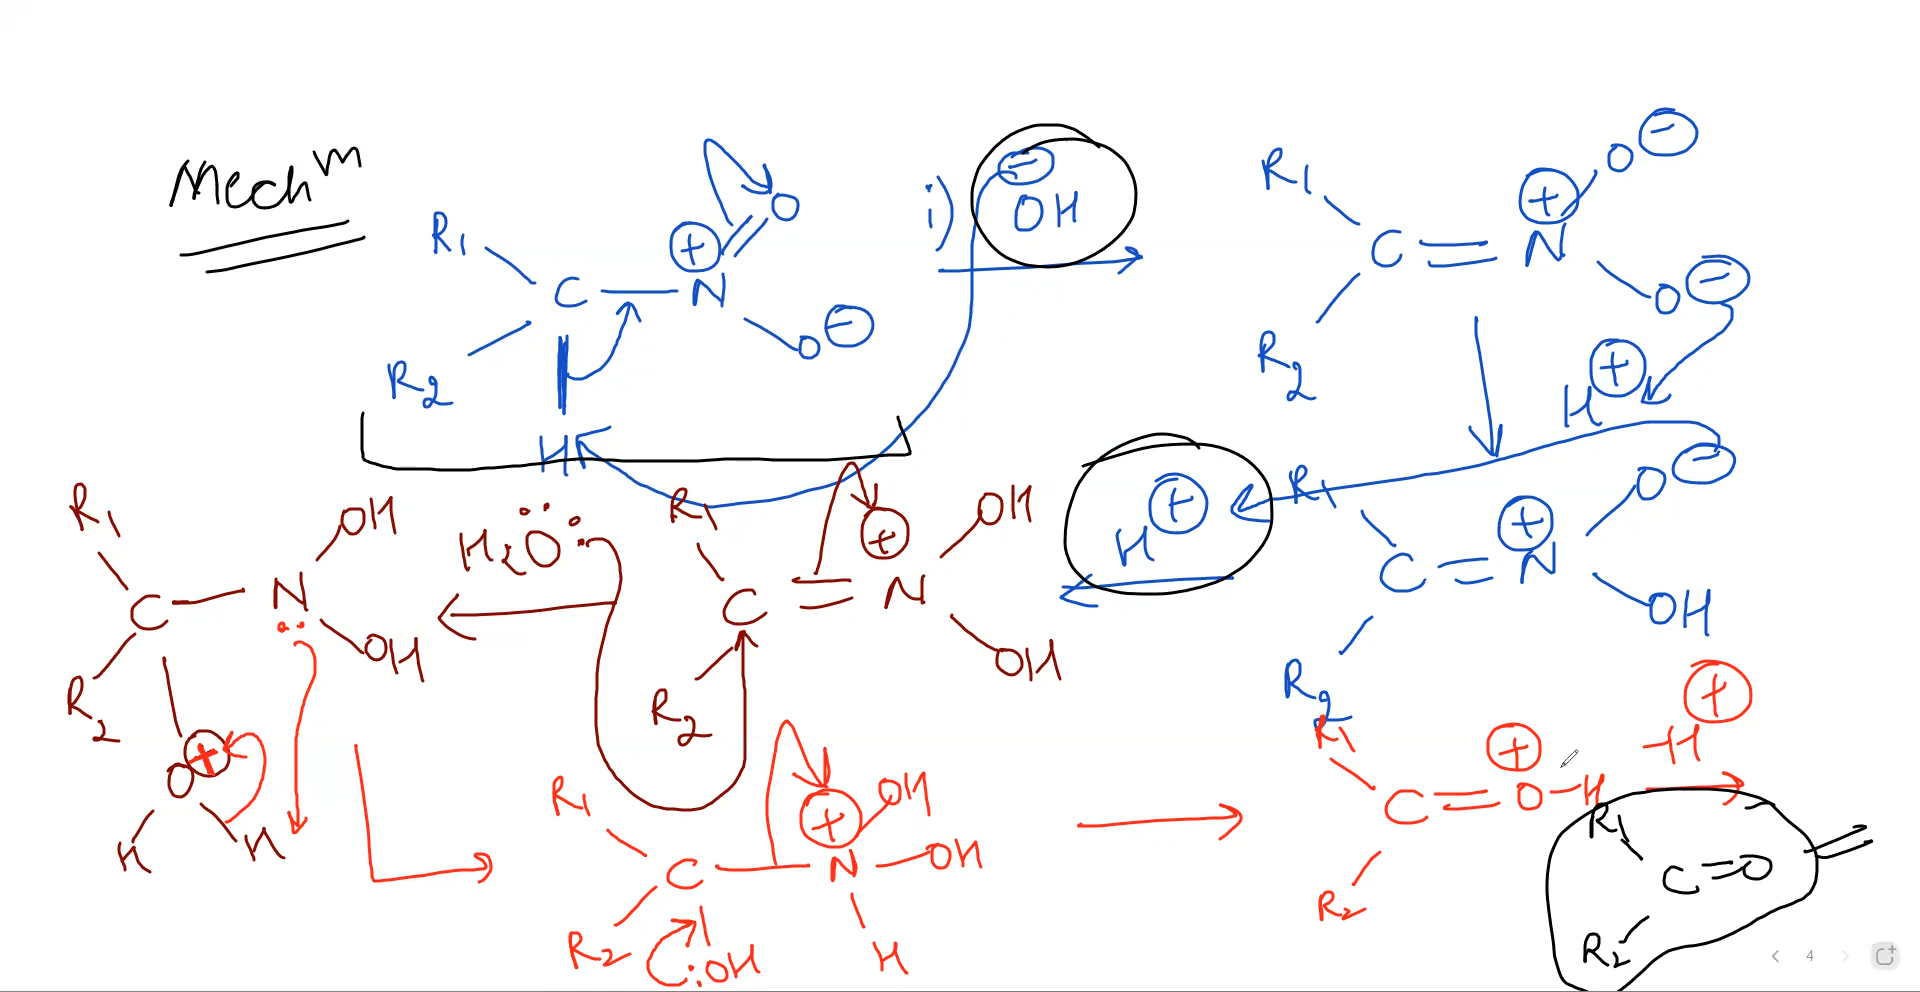 Mechᵐ
R₁ C — N ⊕ = O
O ⊖
R₂
H
i) ⊖ OH
R₁ C = N ⊕ O ⊖
O ⊖
R₂
H ⊕
R₁ C = N ⊕ O ⊖
OH
R₂
H ⊕
R₁ C = N ⊕ OH
OH
R₂
H₂O
R₁ C — N OH
OH
R₂
O ⊕
H H
R₁ C — N ⊕ OH
OH
R₂ :OH H
R₁ C = O ⊕ – H
R₂
-H ⊕
R₁ C = O
R₂
4